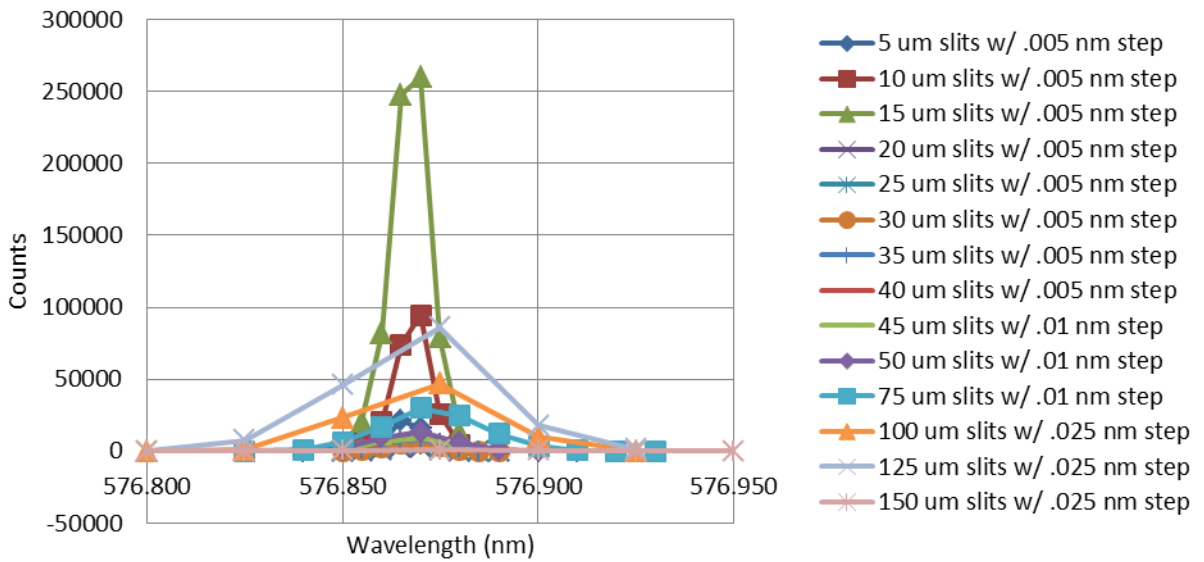 300000
250000
200000
150000
100000
50000
0
-50000
Counts
576.800 576.850 576.900 576.950
Wavelength (nm)
5 um slits w/ .005 nm step
10 um slits w/ .005 nm step
15 um slits w/ .005 nm step
20 um slits w/ .005 nm step
25 um slits w/ .005 nm step
30 um slits w/ .005 nm step
35 um slits w/ .005 nm step
40 um slits w/ .005 nm step
45 um slits w/ .01 nm step
50 um slits w/ .01 nm step
75 um slits w/ .01 nm step
100 um slits w/ .025 nm step
125 um slits w/ .025 nm step
150 um slits w/ .025 nm step